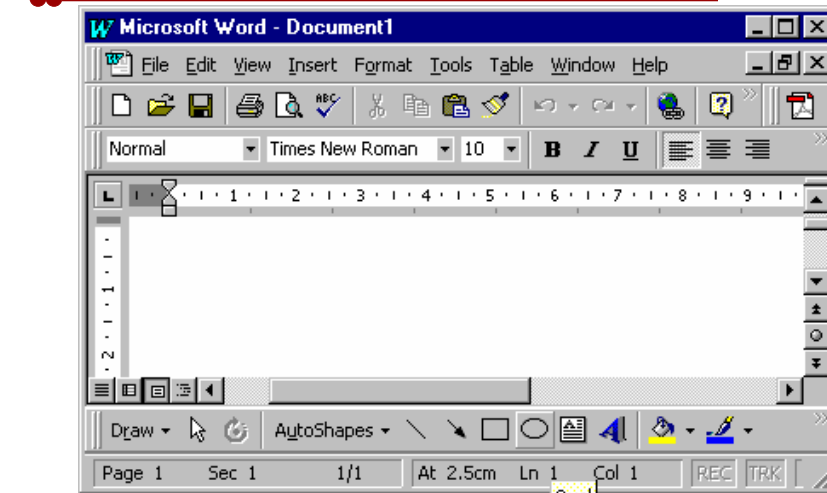 Microsoft Word - Document1
File Edit View Insert Format Tools Table Window Help
ABC
Normal Times New Roman 10 B I U
L 1 2 3 4 5 6 7 8 9
1
2
Draw AutoShapes A
Page 1 Sec 1 1/1 At 2.5cm Ln 1 Col 1 REC TRK